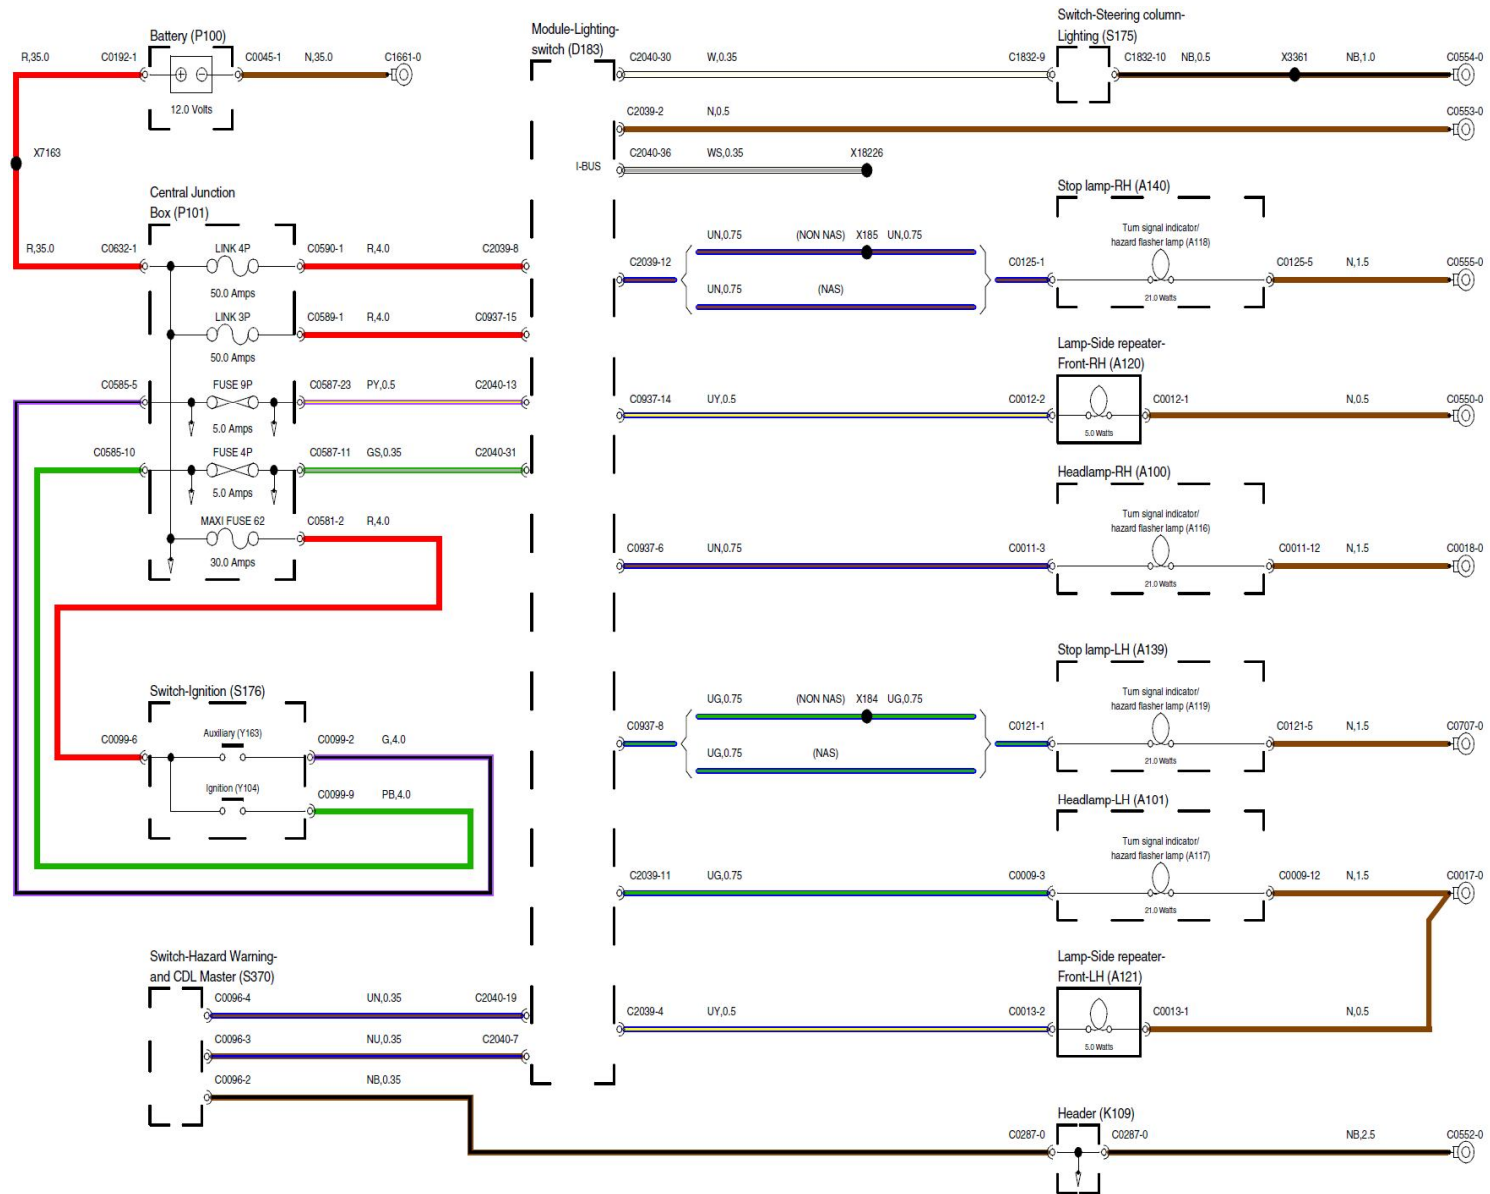 Battery (P100)
R,35.0
C0192-1
C0045-1
N,35.0
C1661-0
12.0 Volts
X7163
Central Junction
Box (P101)
R,35.0
C0632-1
LINK 4P
C0590-1
R,4.0
C2039-8
50.0 Amps
LINK 3P
C0589-1
R,4.0
C0937-15
50.0 Amps
C0585-5
FUSE 9P
C0587-23
PY,0.5
C2040-13
5.0 Amps
C0585-10
FUSE 4P
C0587-11
GS,0.35
C2040-31
5.0 Amps
MAXI FUSE 62
C0581-2
R,4.0
30.0 Amps
Switch-Ignition (S176)
C0099-6
Auxiliary (Y163)
C0099-2
G,4.0
Ignition (Y104)
C0099-9
PB,4.0
Switch-Hazard Warning-
and CDL Master (S370)
C0096-4
UN,0.35
C2040-19
C0096-3
NU,0.35
C2040-7
C0096-2
NB,0.35
Module-Lighting-
switch (D183)
Switch-Steering column-
Lighting (S175)
C2040-30
W,0.35
C1832-9
C1832-10
NB,0.5
X3361
NB,1.0
C0554-0
C2039-2
N,0.5
C0553-0
I-BUS
C2040-36
WS,0.35
X18226
Stop lamp-RH (A140)
Turn signal indicator/
hazard flasher lamp (A118)
UN,0.75
(NON NAS)
X185
UN,0.75
C2039-12
C0125-1
C0125-5
N,1.5
C0555-0
UN,0.75
(NAS)
21.0 Watts
Lamp-Side repeater-
Front-RH (A120)
C0937-14
UY,0.5
C0012-2
C0012-1
N,0.5
C0550-0
5.0 Watts
Headlamp-RH (A100)
Turn signal indicator/
hazard flasher lamp (A116)
C0937-6
UN,0.75
C0011-3
C0011-12
N,1.5
C0018-0
21.0 Watts
Stop lamp-LH (A139)
Turn signal indicator/
hazard flasher lamp (A119)
UG,0.75
(NON NAS)
X184
UG,0.75
C0937-8
C0121-1
C0121-5
N,1.5
C0707-0
UG,0.75
(NAS)
21.0 Watts
Headlamp-LH (A101)
Turn signal indicator/
hazard flasher lamp (A117)
C2039-11
UG,0.75
C0009-3
C0009-12
N,1.5
C0017-0
21.0 Watts
Lamp-Side repeater-
Front-LH (A121)
C2039-4
UY,0.5
C0013-2
C0013-1
N,0.5
5.0 Watts
Header (K109)
C0287-0
C0287-0
NB,2.5
C0552-0